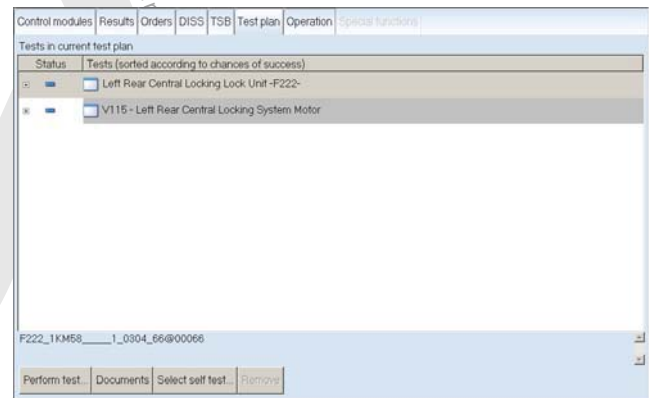 Control modules Results Orders DISS TSB Test plan Operation Special functions
Tests in current test plan
Status Tests (sorted according to chances of success)
Left Rear Central Locking Lock Unit -F222-
V115 - Left Rear Central Locking System Motor
F222_1KM58_____1_0304_66@00066
Perform test... Documents Select self test... Remove